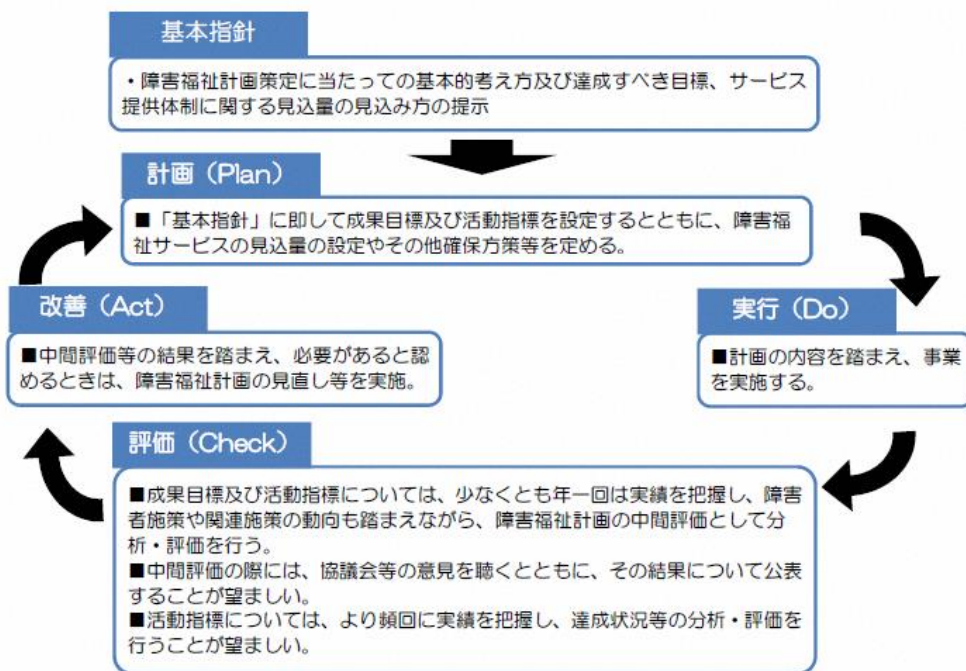 基本指針
・障害福祉計画策定に当たっての基本的考え方及び達成すべき目標、サービス
提供体制に関する見込量の見込み方の提示
計画（Plan）
■「基本指針」に即して成果目標及び活動指標を設定するとともに、障害福
祉サービスの見込量の設定やその他確保方策等を定める。
実行（Do）
■計画の内容を踏まえ、事業
を実施する。
評価（Check）
■成果目標及び活動指標については、少なくとも年一回は実績を把握し、障害
者施策や関連施策の動向も踏まえながら、障害福祉計画の中間評価として分
析・評価を行う。
■中間評価の際には、協議会等の意見を聴くとともに、その結果について公表
することが望ましい。
■活動指標については、より頻回に実績を把握し、達成状況等の分析・評価を
行うことが望ましい。
改善（Act）
■中間評価等の結果を踏まえ、必要があると認
めるときは、障害福祉計画の見直し等を実施。